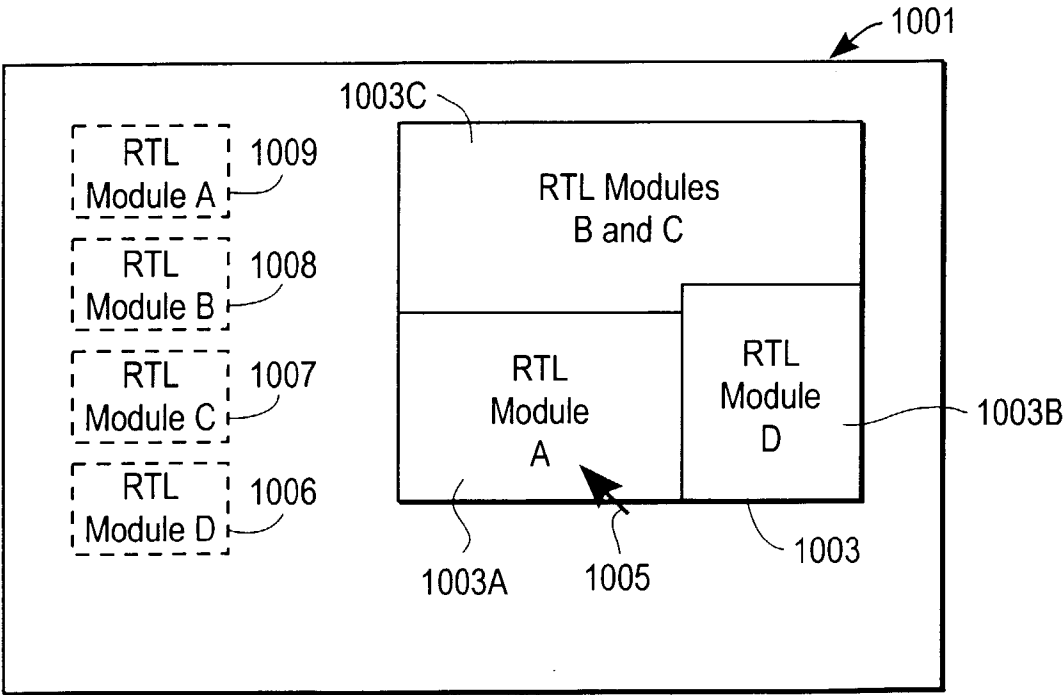 1001
1003C
RTL
Module A
1009
RTL
Module B
1008
RTL
Module C
1007
RTL
Module D
1006
RTL Modules
B and C
RTL
Module
A
RTL
Module
D
1003B
1003
1005
1003A